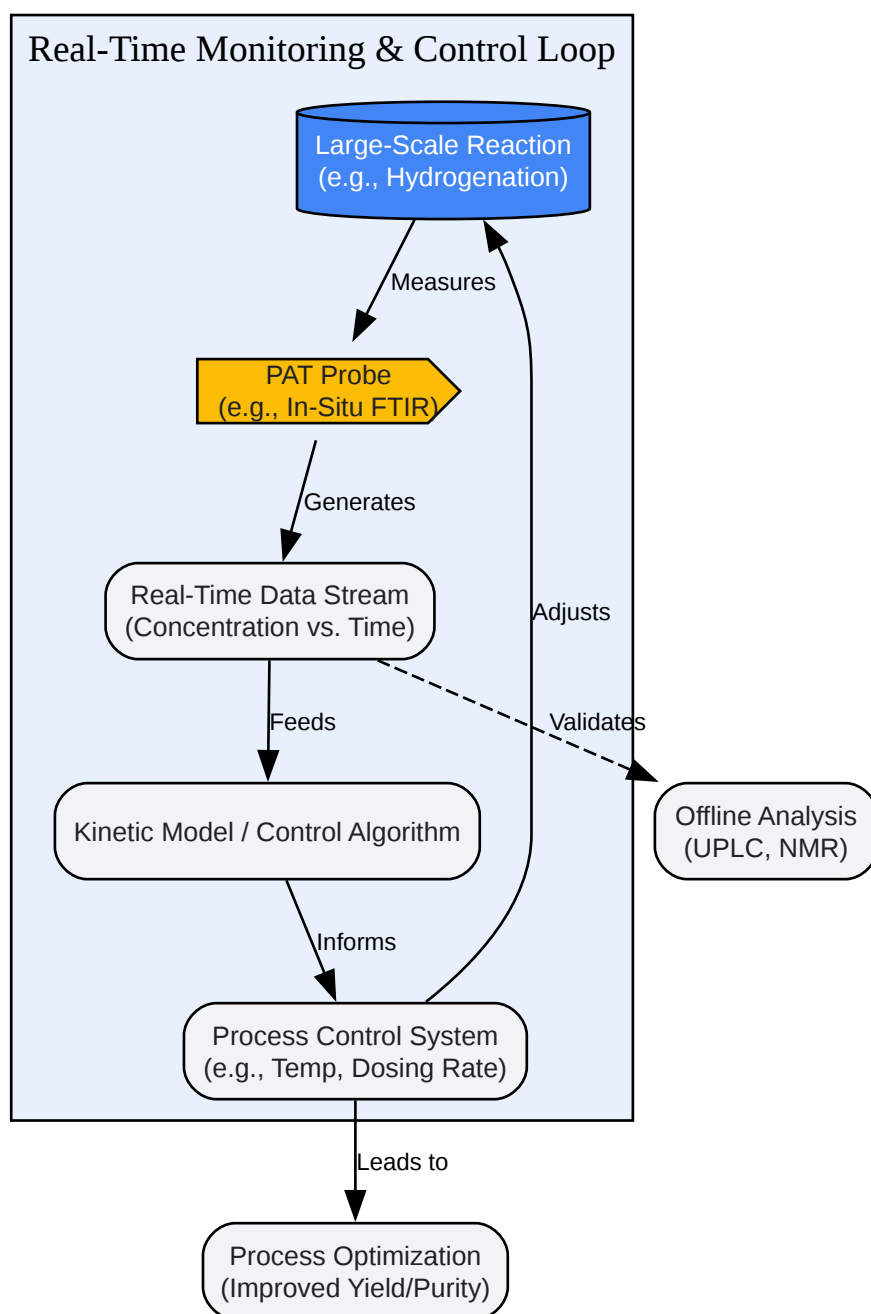 Real-Time Monitoring & Control Loop
Large-Scale Reaction
(e.g., Hydrogenation)
Measures
PAT Probe
(e.g., In-Situ FTIR)
Generates
Real-Time Data Stream
(Concentration vs. Time)
Adjusts
Feeds
Validates
Kinetic Model / Control Algorithm
Offline Analysis
(UPLC, NMR)
Informs
Process Control System
(e.g., Temp, Dosing Rate)
Leads to
Process Optimization
(Improved Yield/Purity)